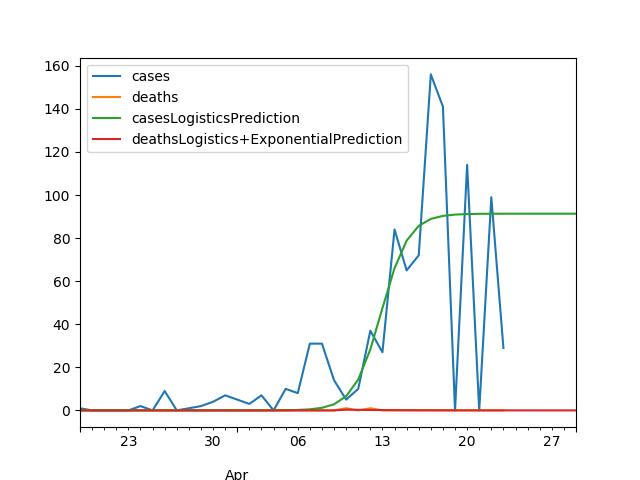 160
140
120
100
80
60
40
20
0
cases
deaths
casesLogisticsPrediction
deathsLogistics+ExponentialPrediction
23 30 06 13 20 27
Apr